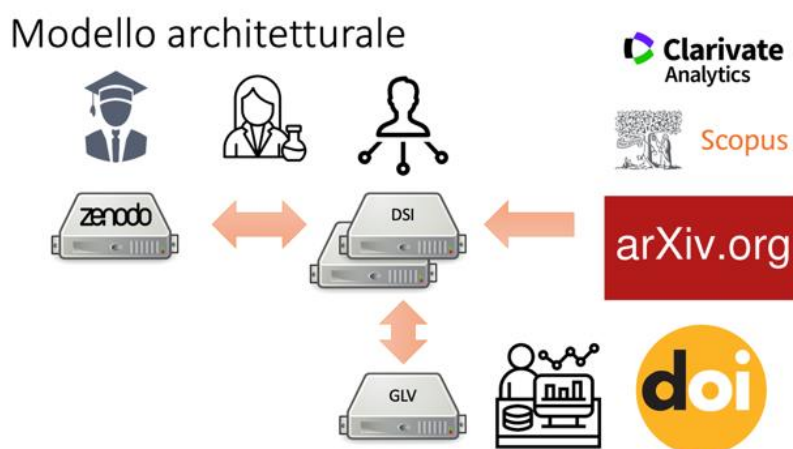 Modello architetturale
Clarivate
Analytics
Scopus
zenodo
DSI
arXiv.org
GLV
doi